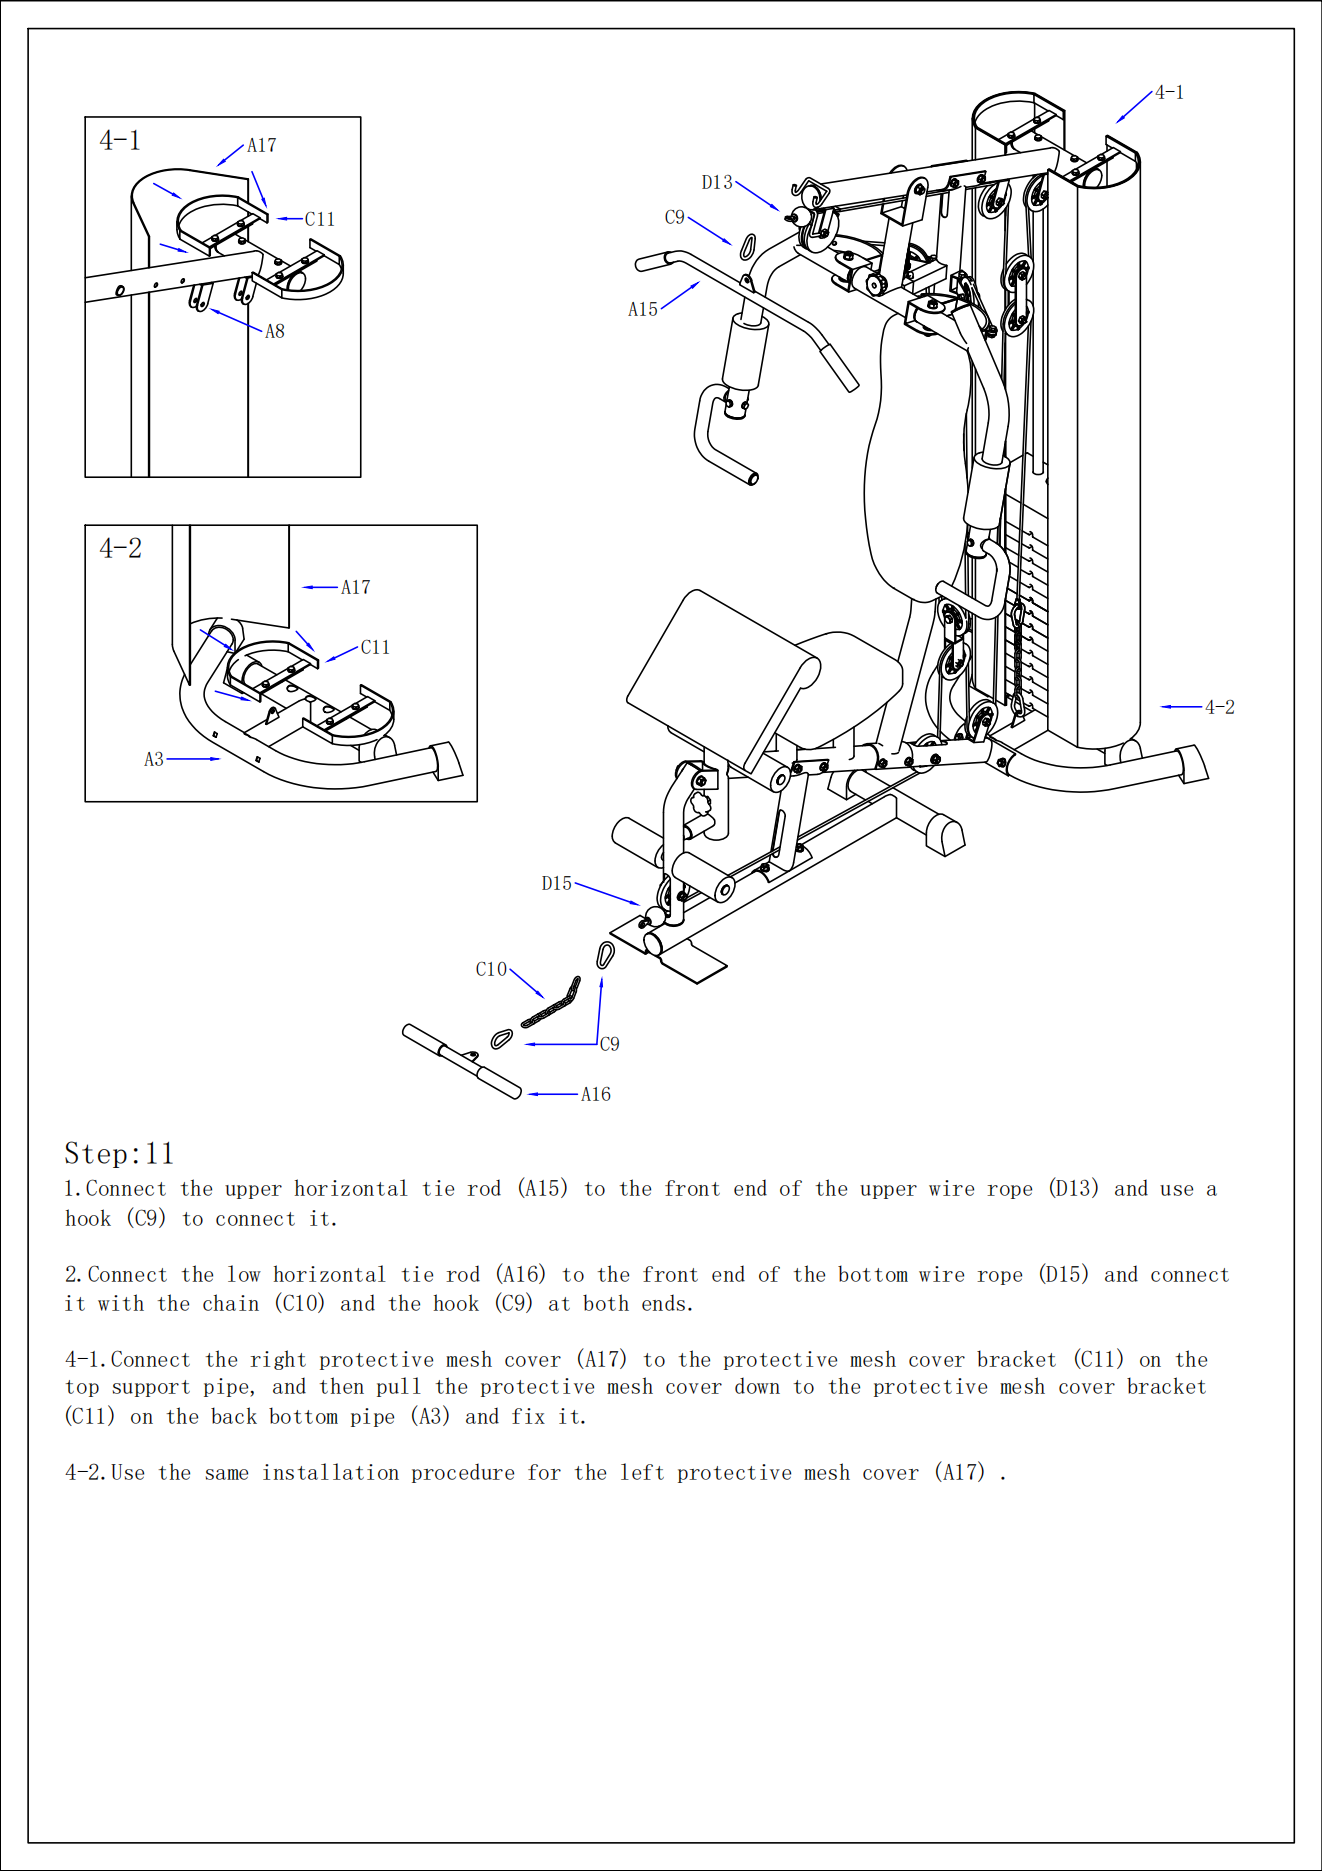 4-1
A17
C11
A8
4-2
A17
C11
A3
4-1
D13
C9
A15
4-2
D15
C10
C9
A16
Step:11
1.Connect the upper horizontal tie rod (A15) to the front end of the upper wire rope (D13) and use a
hook (C9) to connect it.
2.Connect the low horizontal tie rod (A16) to the front end of the bottom wire rope (D15) and connect
it with the chain (C10) and the hook (C9) at both ends.
4-1.Connect the right protective mesh cover (A17) to the protective mesh cover bracket (C11) on the
top support pipe, and then pull the protective mesh cover down to the protective mesh cover bracket
(C11) on the back bottom pipe (A3) and fix it.
4-2.Use the same installation procedure for the left protective mesh cover (A17) .